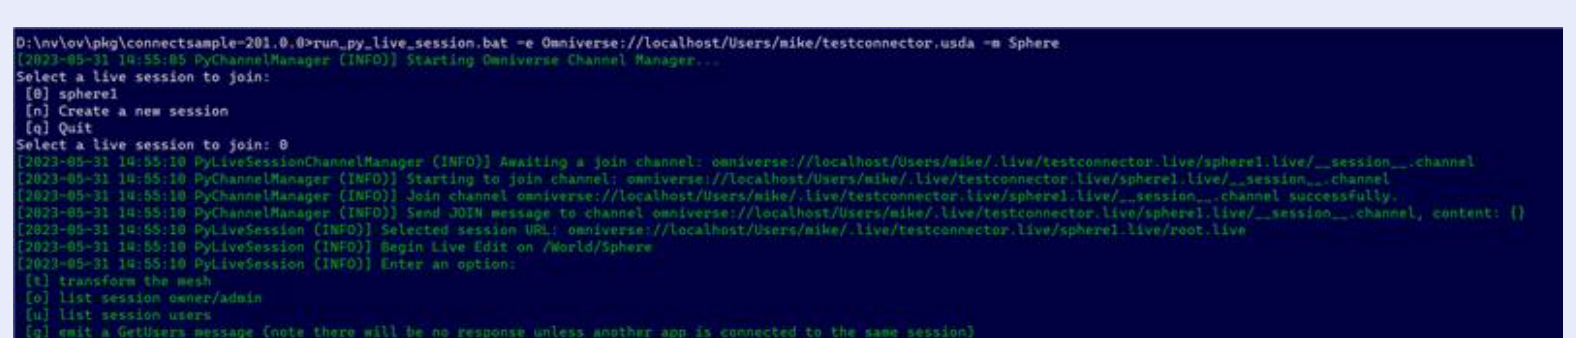 D:\nv\ov\pkg\connectsample-201.0.0>run_py_live_session.bat -e Omniverse://localhost/Users/mike/testconnector.usda -m Sphere
[2023-05-31 14:55:05 PyChannelManager (INFO)] Starting Omniverse Channel Manager...
Select a live session to join:
[0] sphere1
[n] Create a new session
[q] Quit
Select a live session to join: 0
[2023-05-31 14:55:10 PyLiveSessionChannelManager (INFO)] Awaiting a join channel: omniverse://localhost/Users/mike/.live/testconnector.live/sphere1.live/__session__.channel
[2023-05-31 14:55:10 PyChannelManager (INFO)] Starting to join channel: omniverse://localhost/Users/mike/.live/testconnector.live/sphere1.live/__session__.channel
[2023-05-31 14:55:10 PyChannelManager (INFO)] Join channel omniverse://localhost/Users/mike/.live/testconnector.live/sphere1.live/__session__.channel successfully.
[2023-05-31 14:55:10 PyChannelManager (INFO)] Send JOIN message to channel omniverse://localhost/Users/mike/.live/testconnector.live/sphere1.live/__session__.channel, content: {}
[2023-05-31 14:55:10 PyLiveSession (INFO)] Selected session URL: omniverse://localhost/Users/mike/.live/testconnector.live/sphere1.live/root.live
[2023-05-31 14:55:10 PyLiveSession (INFO)] Begin Live Edit on /World/Sphere
[2023-05-31 14:55:10 PyLiveSession (INFO)] Enter an option:
[t] transform the mesh
[o] list session owner/admin
[u] list session users
[g] emit a GetUsers message (note there will be no response unless another app is connected to the same session)